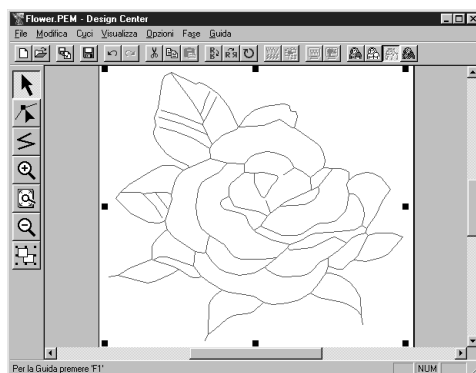 Flower.PEM - Design Center
File Modifica Cuci Visualizza Opzioni Fase Guida
Per la Guida premere 'F1'
NUM